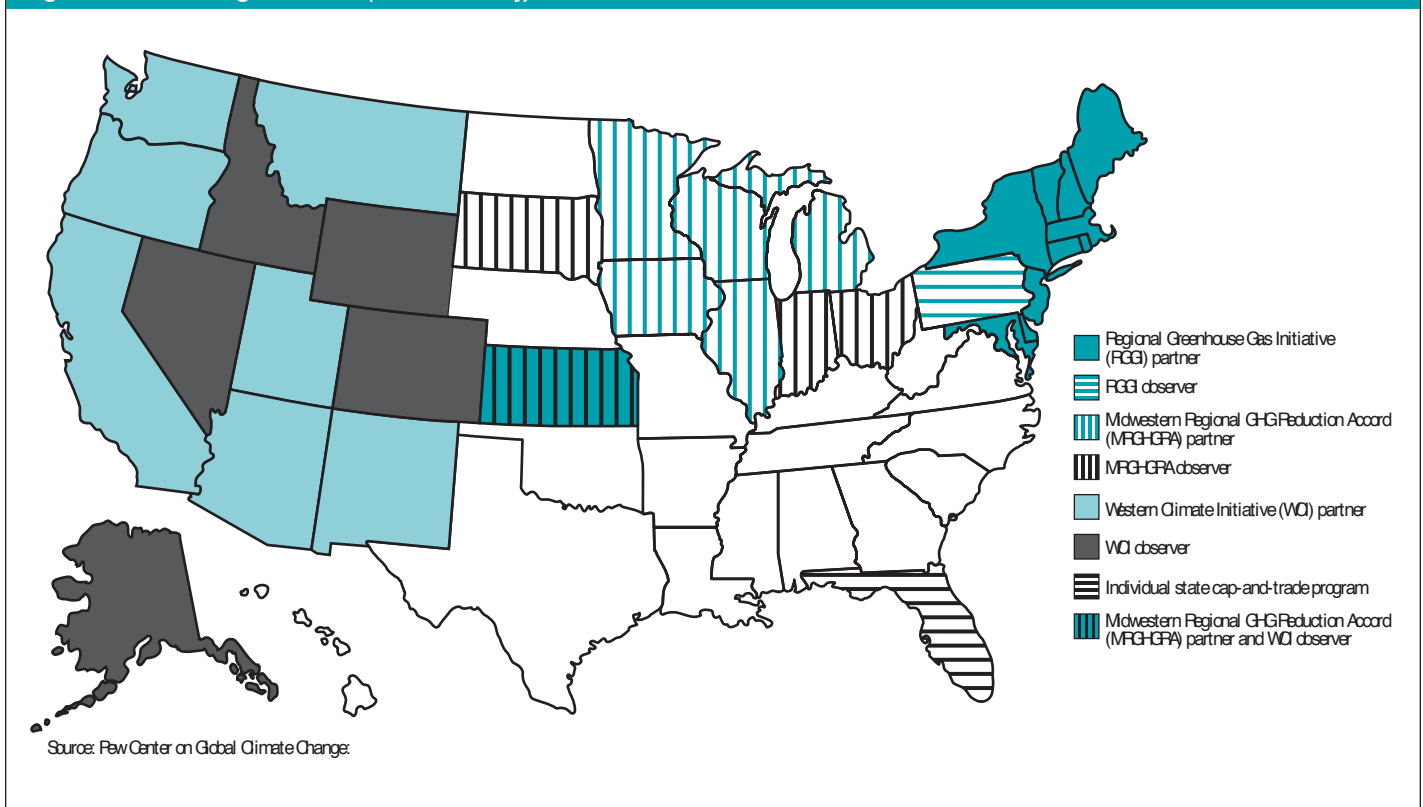 Regional Greenhouse Gas Initiative
(RGGI) partner
RGGI observer
Midwestern Regional GHG Reduction Accord
(MRGHGRA) partner
MRGHGRA observer
Western Climate Initiative (WCI) partner
WCI observer
Individual state cap-and-trade program
Midwestern Regional GHG Reduction Accord
(MRGHGRA) partner and WCI observer
Source: Pew Center on Global Climate Change: